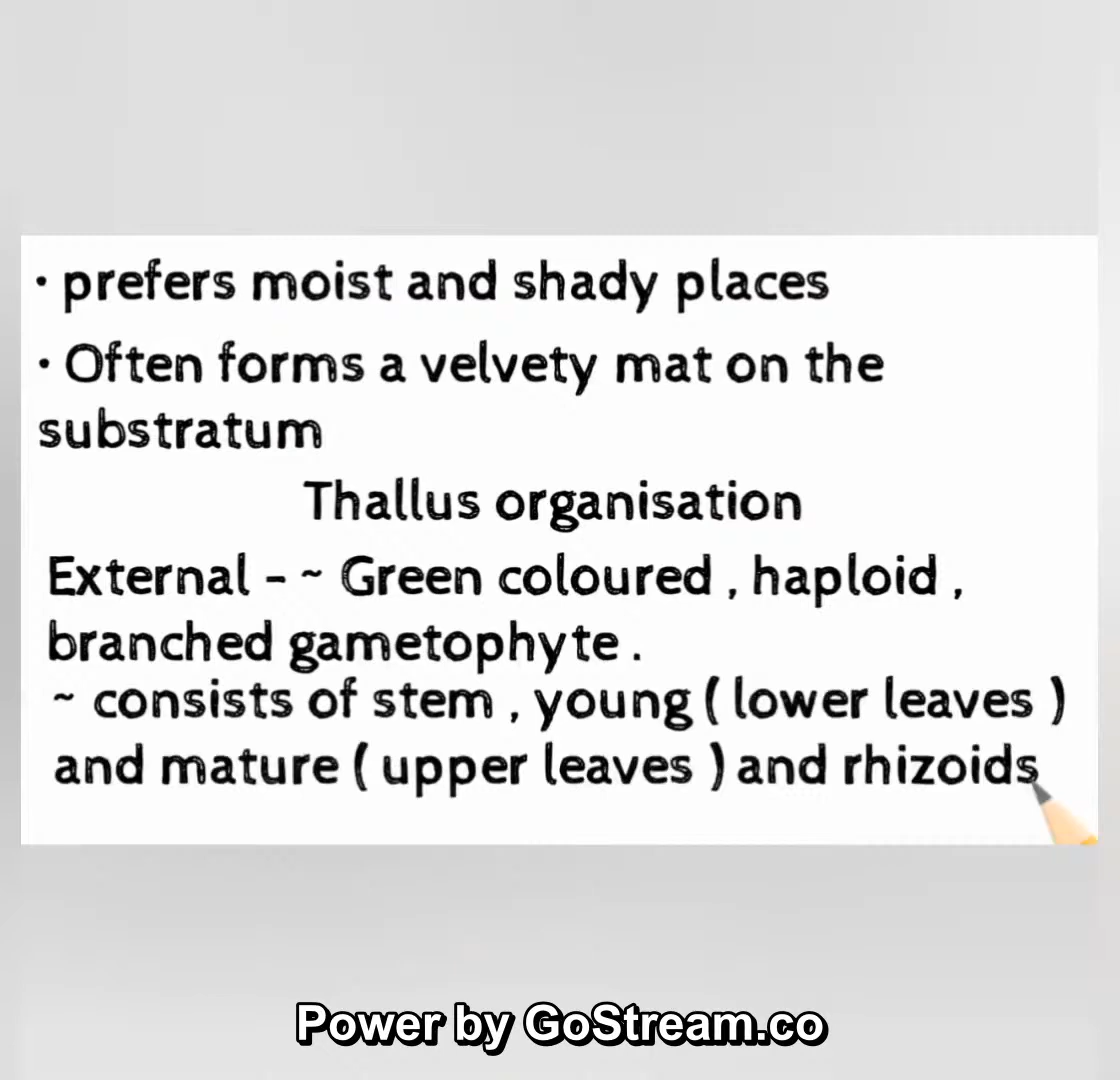 · prefers moist and shady places
· Often forms a velvety mat on the
substratum
Thallus organisation
External - ~ Green coloured , haploid ,
branched gametophyte .
~ consists of stem , young ( lower leaves )
and mature ( upper leaves ) and rhizoids
Power by GoStream.co